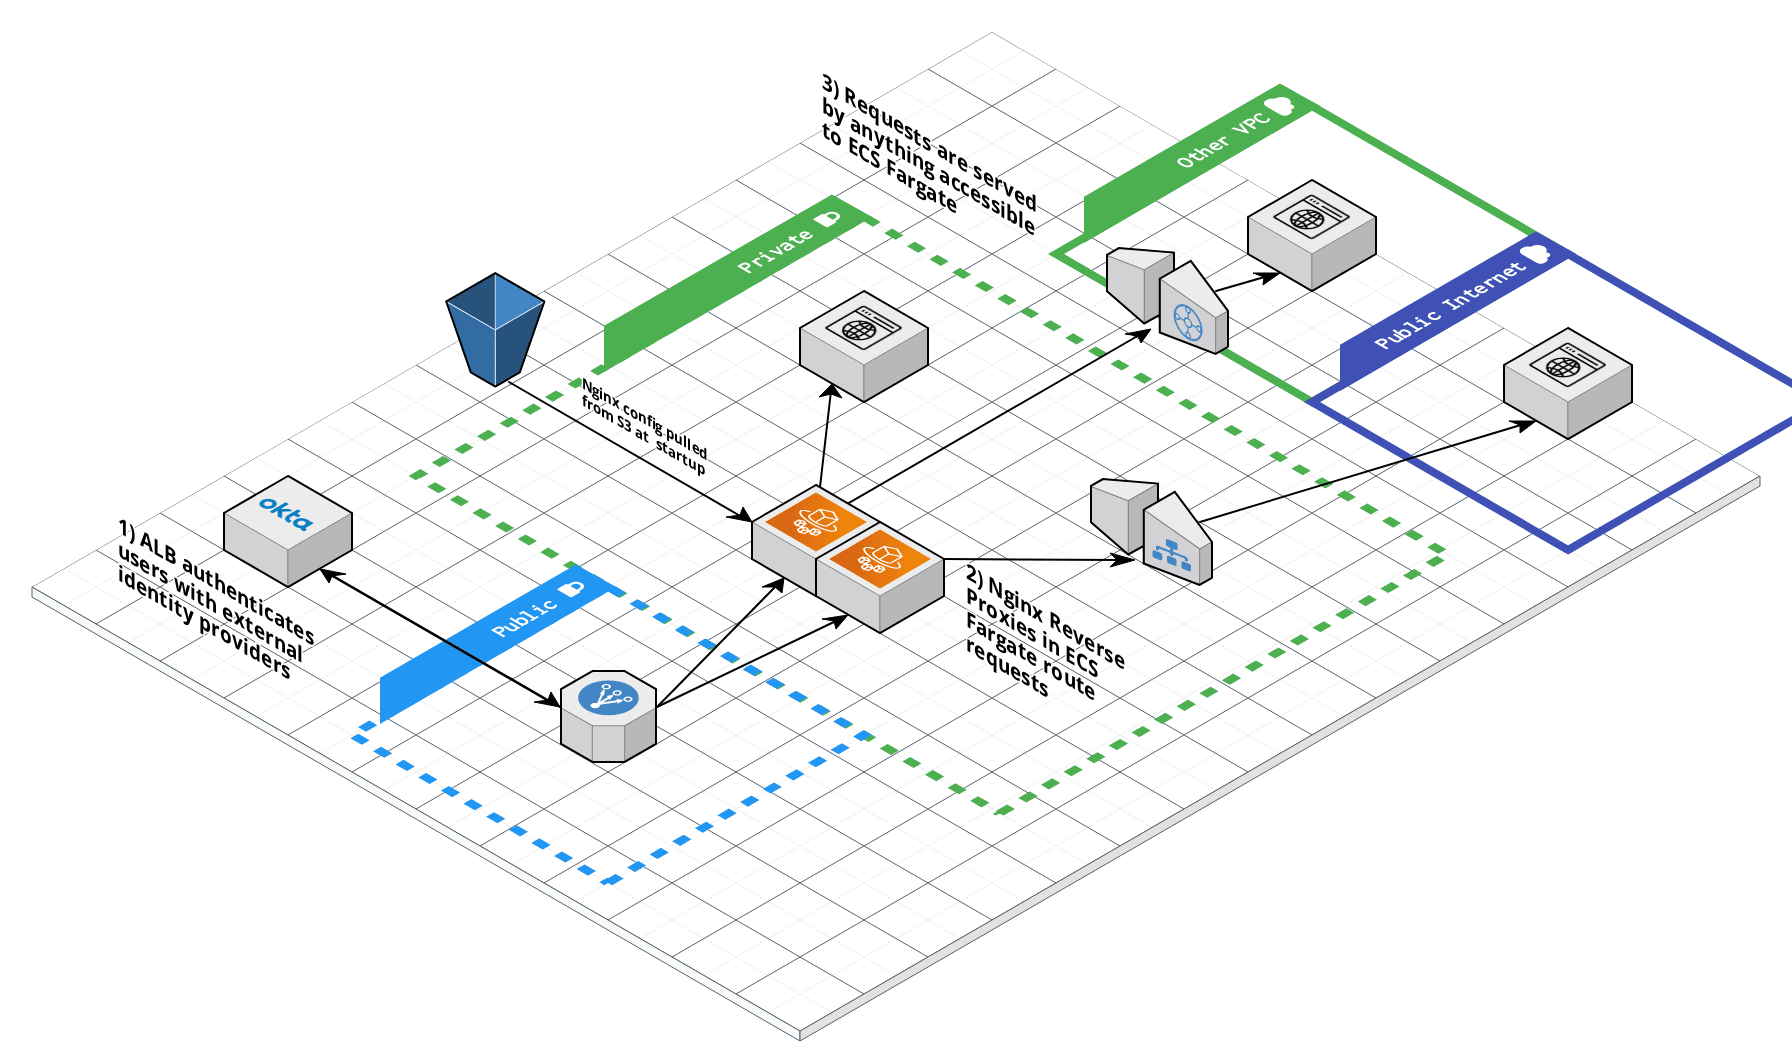 3) Requests are served
by anything accessible
to ECS Fargate
Other VPC
Private
Public Internet
Nginx config pulled
from S3 at startup
okta
1) ALB authenticates
users with external
identity providers
Public
2) Nginx Reverse
Proxies in ECS
Fargate route
requests